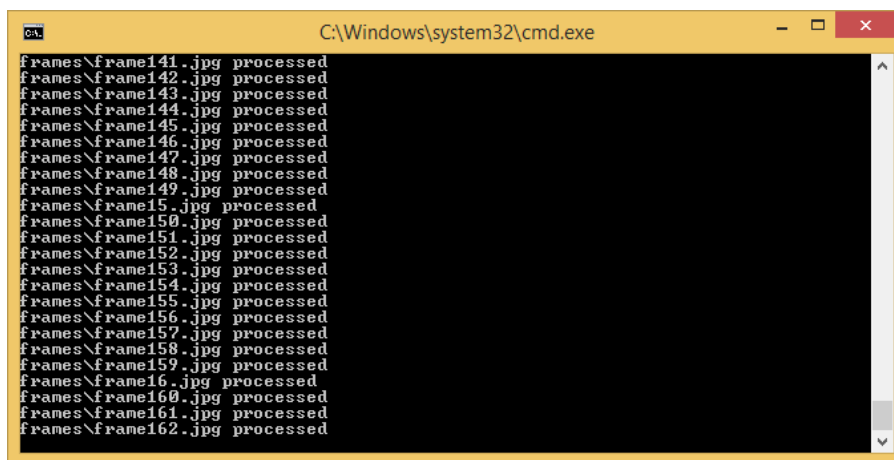 C:\Windows\system32\cmd.exe
frames\frame141.jpg processed
frames\frame142.jpg processed
frames\frame143.jpg processed
frames\frame144.jpg processed
frames\frame145.jpg processed
frames\frame146.jpg processed
frames\frame147.jpg processed
frames\frame148.jpg processed
frames\frame149.jpg processed
frames\frame15.jpg processed
frames\frame150.jpg processed
frames\frame151.jpg processed
frames\frame152.jpg processed
frames\frame153.jpg processed
frames\frame154.jpg processed
frames\frame155.jpg processed
frames\frame156.jpg processed
frames\frame157.jpg processed
frames\frame158.jpg processed
frames\frame159.jpg processed
frames\frame16.jpg processed
frames\frame160.jpg processed
frames\frame161.jpg processed
frames\frame162.jpg processed